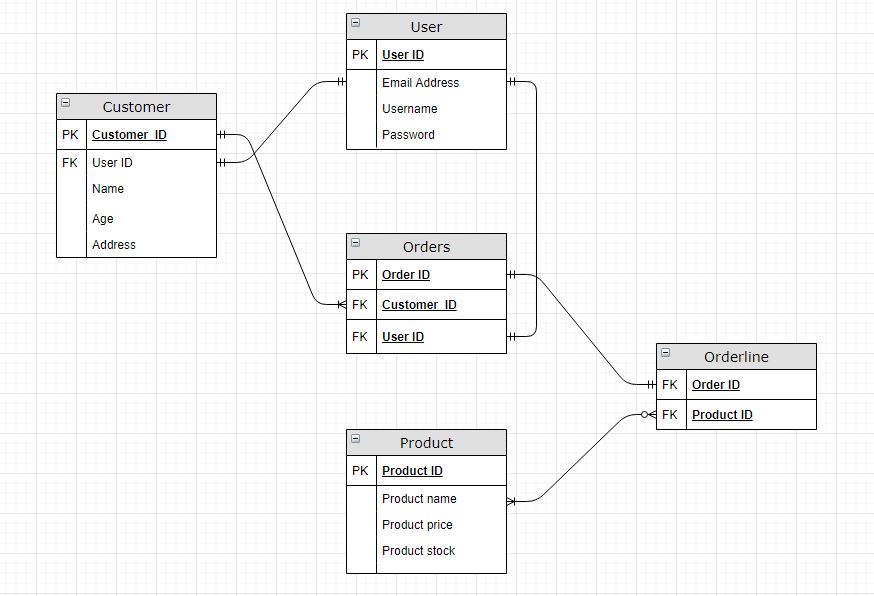 User
PK User ID
Email Address
Username
Password
Customer
PK Customer_ID
FK User ID
Name
Age
Address
Orders
PK Order ID
FK Customer_ID
FK User ID
Orderline
FK Order ID
FK Product ID
Product
PK Product ID
Product name
Product price
Product stock